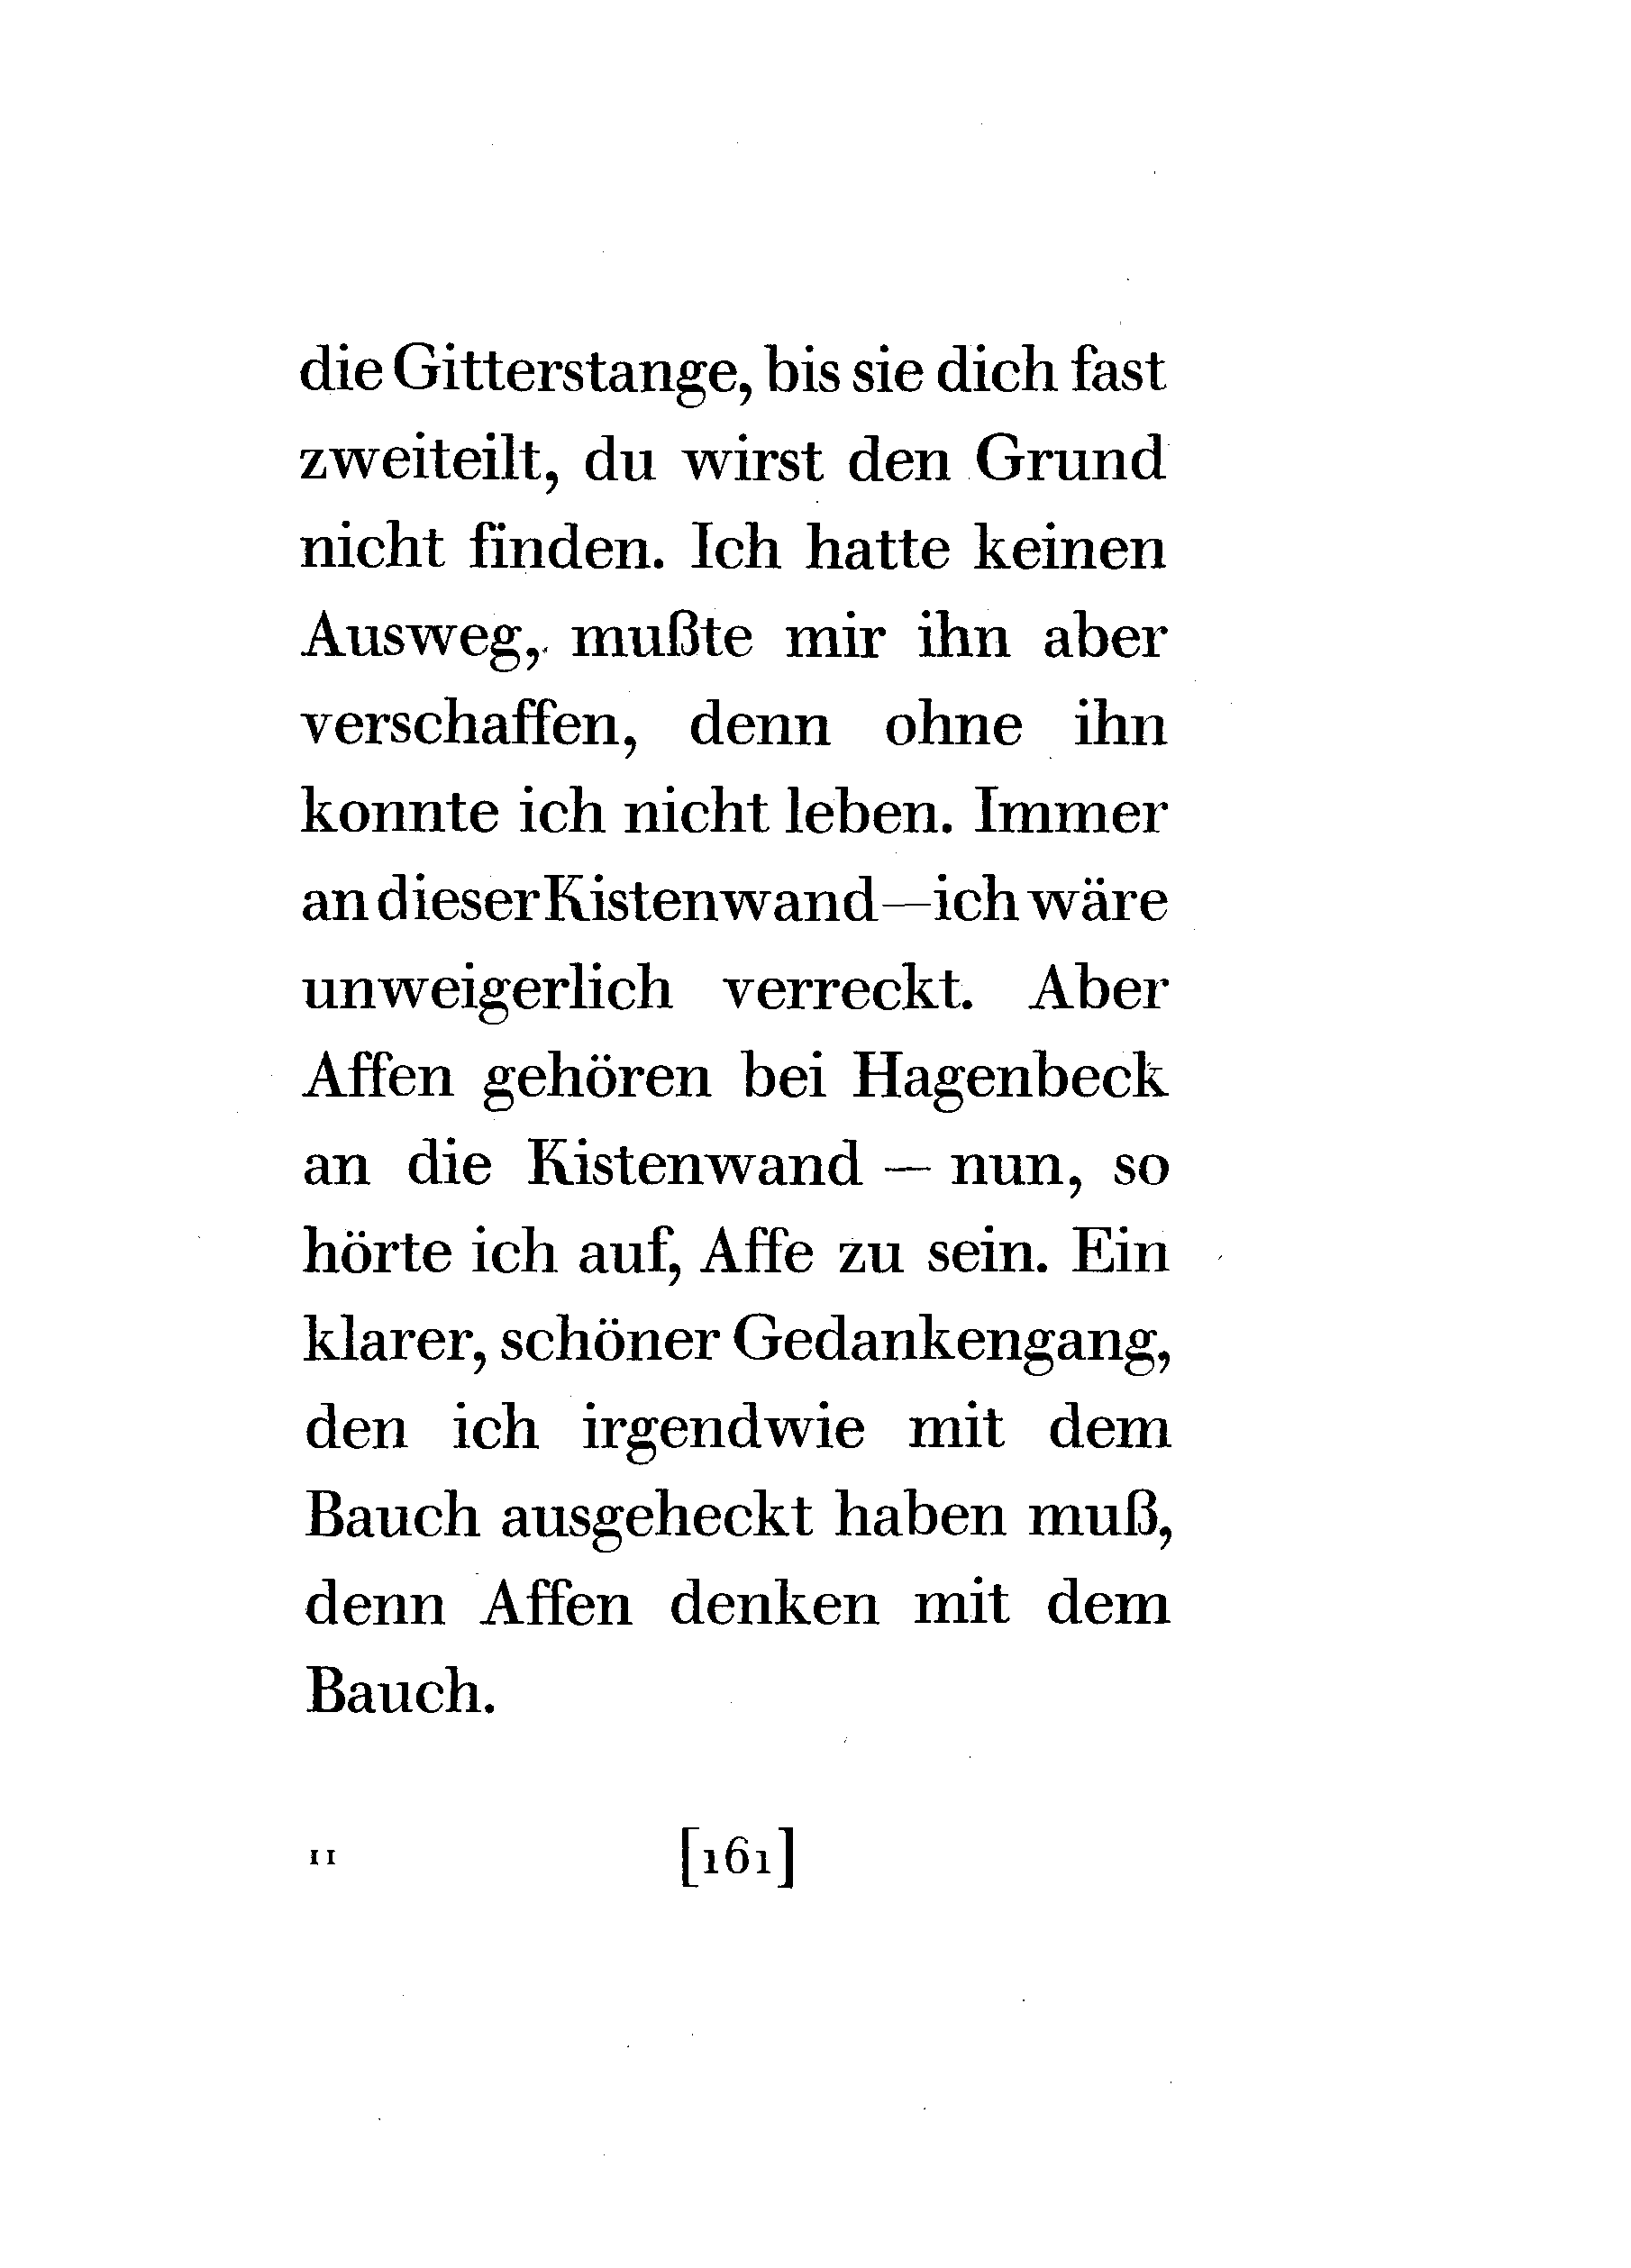 die Gitterstange, bis sie dich fast
zweiteilt, du wirst den Grund
nicht finden. Ich hatte keinen
Ausweg, mußte mir ihn aber
verschaffen, denn ohne ihn
konnte ich nicht leben. Immer
an dieser Kistenwand—ich wäre
unweigerlich verreckt. Aber
Affen gehören bei Hagenbeck
an die Kistenwand — nun, so
hörte ich auf, Affe zu sein. Ein
klarer, schöner Gedankengang,
den ich irgendwie mit dem
Bauch ausgeheckt haben muß,
denn Affen denken mit dem
Bauch.
11 [161]